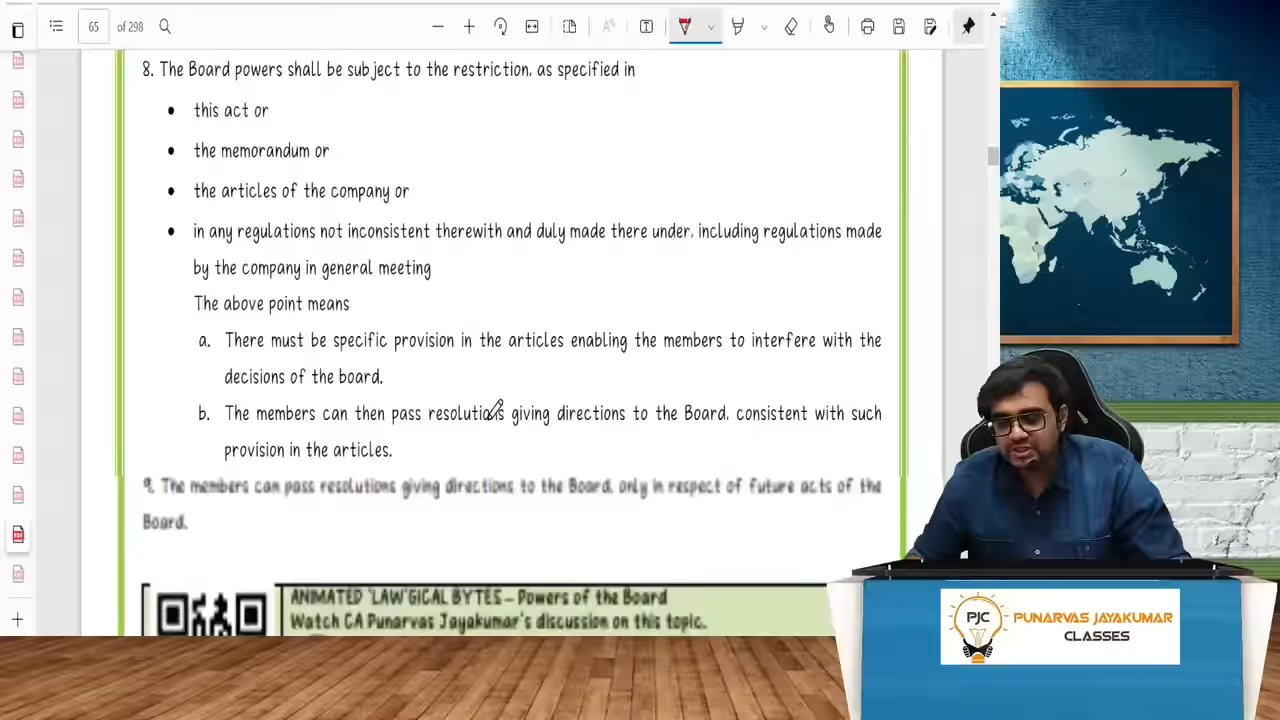 65 of 298
8. The Board powers shall be subject to the restriction, as specified in
• this act or
• the memorandum or
• the articles of the company or
• in any regulations not inconsistent therewith and duly made there under, including regulations made
by the company in general meeting
The above point means
a. There must be specific provision in the articles enabling the members to interfere with the
decisions of the board.
b. The members can then pass resolutions giving directions to the Board, consistent with such
provision in the articles.
9. The members can pass resolutions giving directions to the Board, only in respect of future acts of the
Board.
ANIMATED 'LAW'GICAL BYTES – Powers of the Board
Watch CA Punarvas Jayakumar's discussion on this topic.
PJC
PUNARVAS JAYAKUMAR
CLASSES